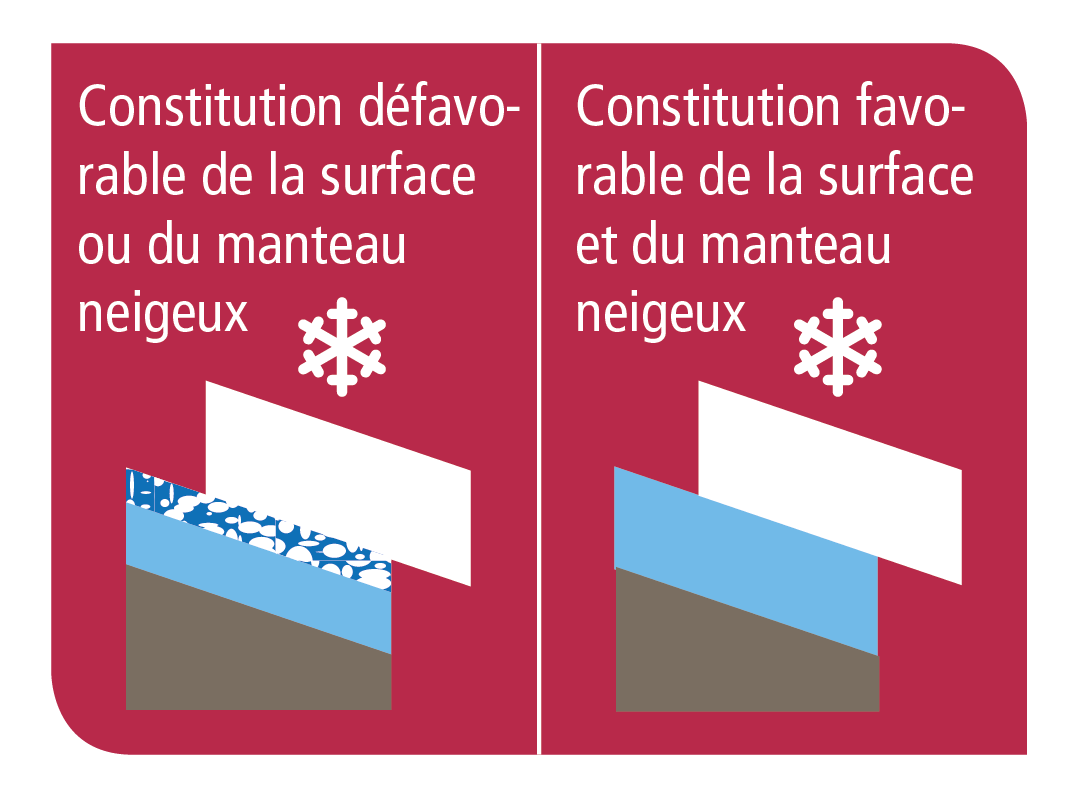 Constitution défavo-
rable de la surface
ou du manteau
neigeux
Constitution favo-
rable de la surface
et du manteau
neigeux